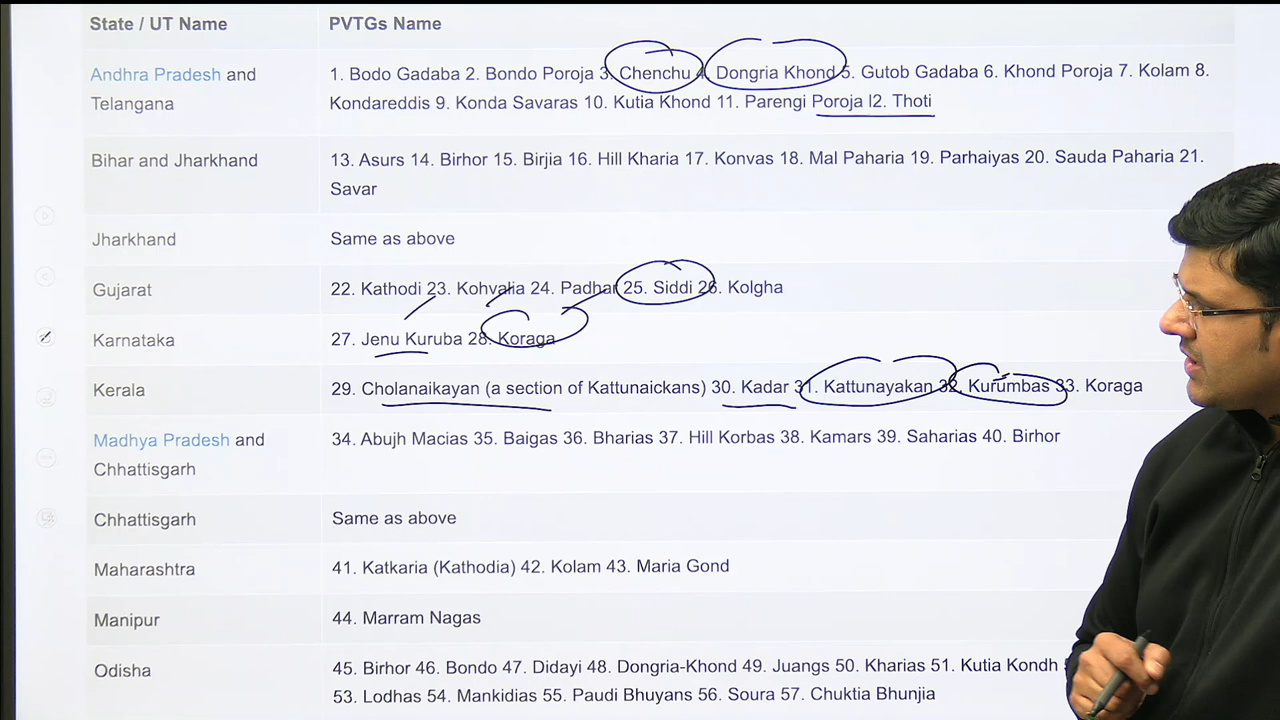 State / UT Name PVTGs Name
Andhra Pradesh and 1. Bodo Gadaba 2. Bondo Poroja 3. Chenchu 4. Dongria Khond 5. Gutob Gadaba 6. Khond Poroja 7. Kolam 8.
Telangana Kondareddis 9. Konda Savaras 10. Kutia Khond 11. Parengi Poroja l2. Thoti
Bihar and Jharkhand 13. Asurs 14. Birhor 15. Birjia 16. Hill Kharia 17. Konvas 18. Mal Paharia 19. Parhaiyas 20. Sauda Paharia 21.
Savar
Jharkhand Same as above
Gujarat 22. Kathodi 23. Kohvalia 24. Padhar 25. Siddi 26. Kolgha
Karnataka 27. Jenu Kuruba 28. Koraga
Kerala 29. Cholanaikayan (a section of Kattunaickans) 30. Kadar 31. Kattunayakan 32. Kurumbas 33. Koraga
Madhya Pradesh and 34. Abujh Macias 35. Baigas 36. Bharias 37. Hill Korbas 38. Kamars 39. Saharias 40. Birhor
Chhattisgarh
Chhattisgarh Same as above
Maharashtra 41. Katkaria (Kathodia) 42. Kolam 43. Maria Gond
Manipur 44. Marram Nagas
Odisha 45. Birhor 46. Bondo 47. Didayi 48. Dongria-Khond 49. Juangs 50. Kharias 51. Kutia Kondh
53. Lodhas 54. Mankidias 55. Paudi Bhuyans 56. Soura 57. Chuktia Bhunjia